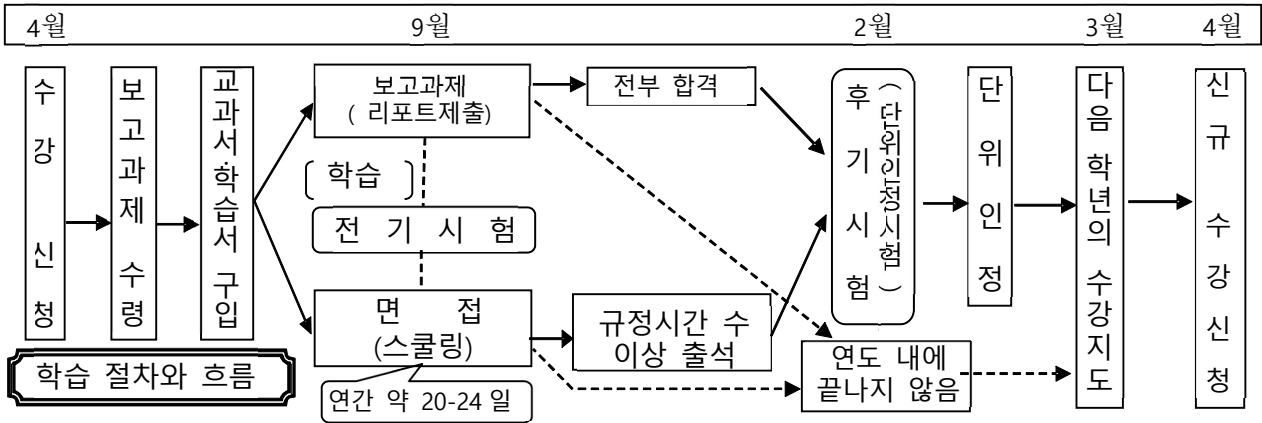 4월 9월 2월 3월 4월
수강 신청
보고과제 수령
교과서·학습서 구입
보고과제
( 리포트제출)
학습
전 기 시 험
면 접
(스쿨링)
연간 약 20-24 일
전부 합격
규정시간 수
이상 출석
후 기 시 험
(단위인정시험)
연도 내에
끝나지 않음
단 위 인 정
다음 학년의 수강지도
신규 수강신청
학습 절차와 흐름